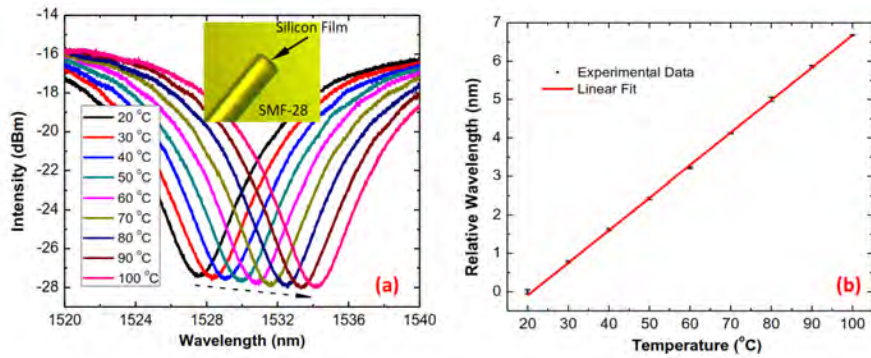 -14
-16
-18
-20
-22
-24
-26
-28
Intensity (dBm)
Silicon Film
SMF-28
20 °C
30 °C
40 °C
50 °C
60 °C
70 °C
80 °C
90 °C
100 °C
(a)
1520 1524 1528 1532 1536 1540
Wavelength (nm)
7
6
5
4
3
2
1
0
Relative Wavelength (nm)
Experimental Data
Linear Fit
(b)
20 30 40 50 60 70 80 90 100
Temperature (°C)